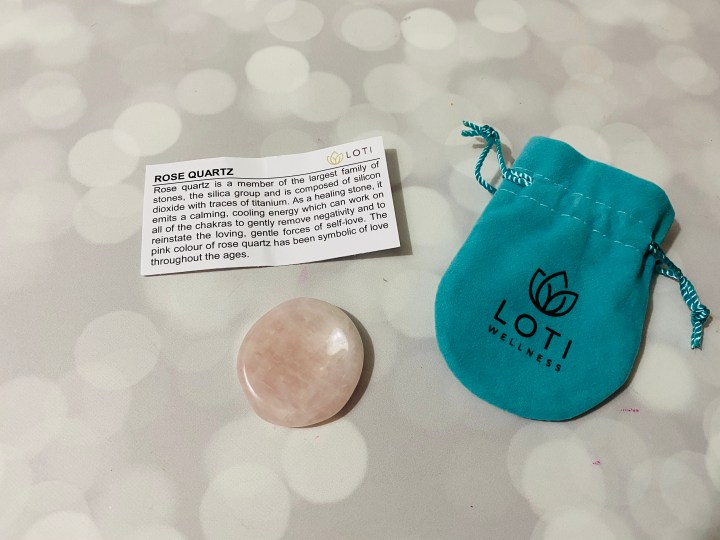 LOTI
ROSE QUARTZ
Rose quartz is a member of the largest family of
stones, the silica group and is composed of silicon
dioxide with traces of titanium. As a healing stone, it
emits a calming, cooling energy which can work on
all of the chakras to gently remove negativity and to
reinstate the loving, gentle forces of self-love. The
pink colour of rose quartz has been symbolic of love
throughout the ages.
LOTI
WELLNESS